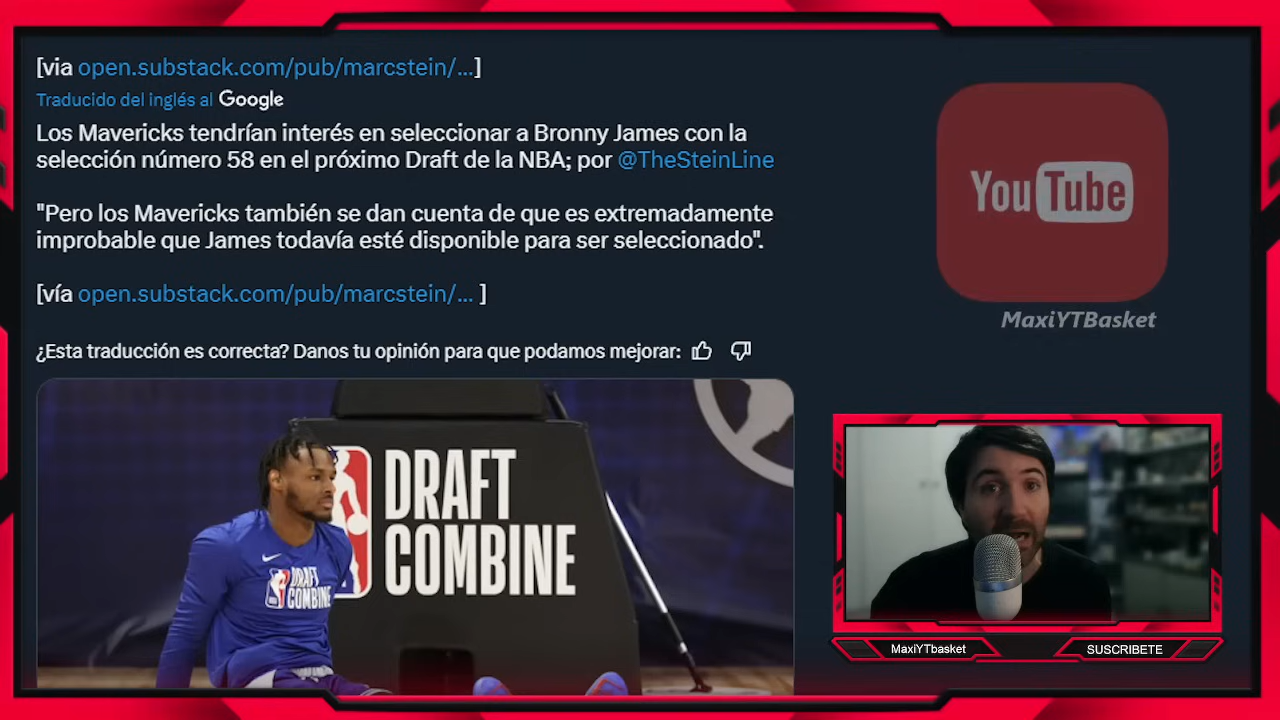 [via open.substack.com/pub/marcstein/...]
Traducido del inglés al Google
Los Mavericks tendrían interés en seleccionar a Bronny James con la
selección número 58 en el próximo Draft de la NBA; por @TheSteinLine
"Pero los Mavericks también se dan cuenta de que es extremadamente
improbable que James todavía esté disponible para ser seleccionado".
[vía open.substack.com/pub/marcstein/... ]
¿Esta traducción es correcta? Danos tu opinión para que podamos mejorar:
DRAFT
COMBINE
DRAFT
COMBINE
YouTube
MaxiYTBasket
MaxiYTbasket
SUSCRIBETE